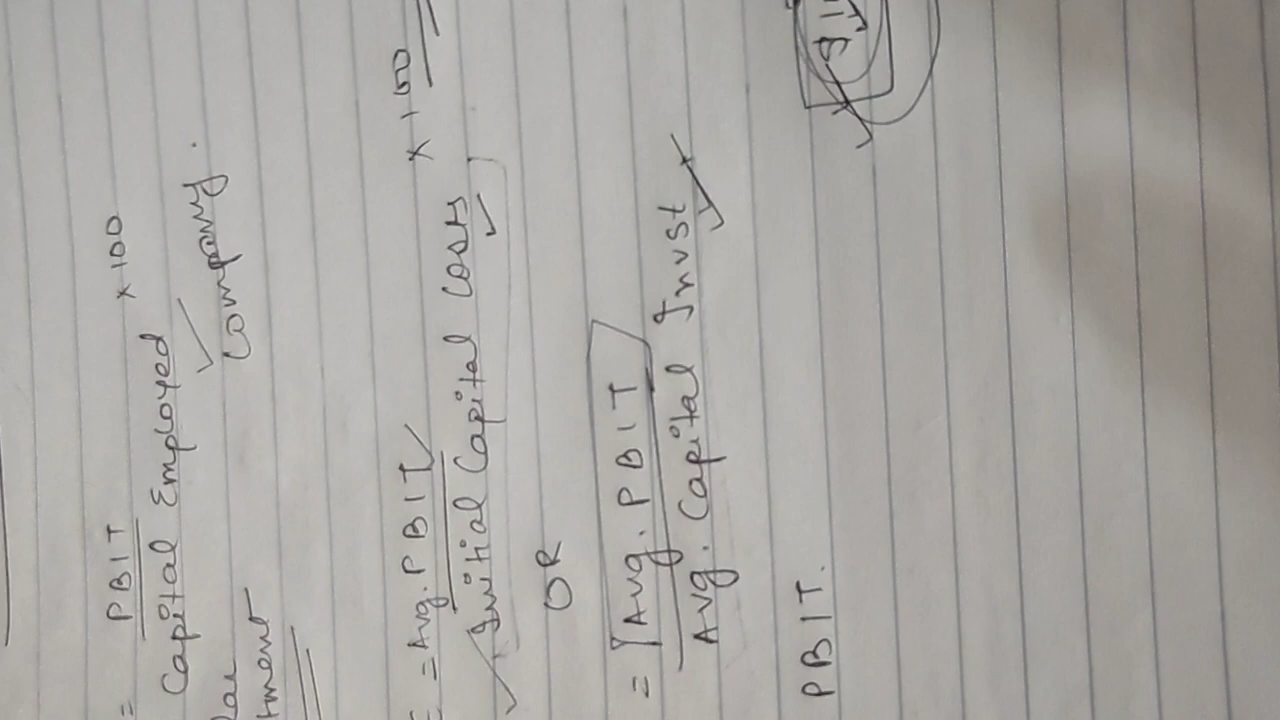 = PBIT × 100
Capital Employed
Company.
= Avg. PBIT × 100
Initial Capital Costs
OR
= Avg. PBIT
Avg. Capital Invst
PBIT.